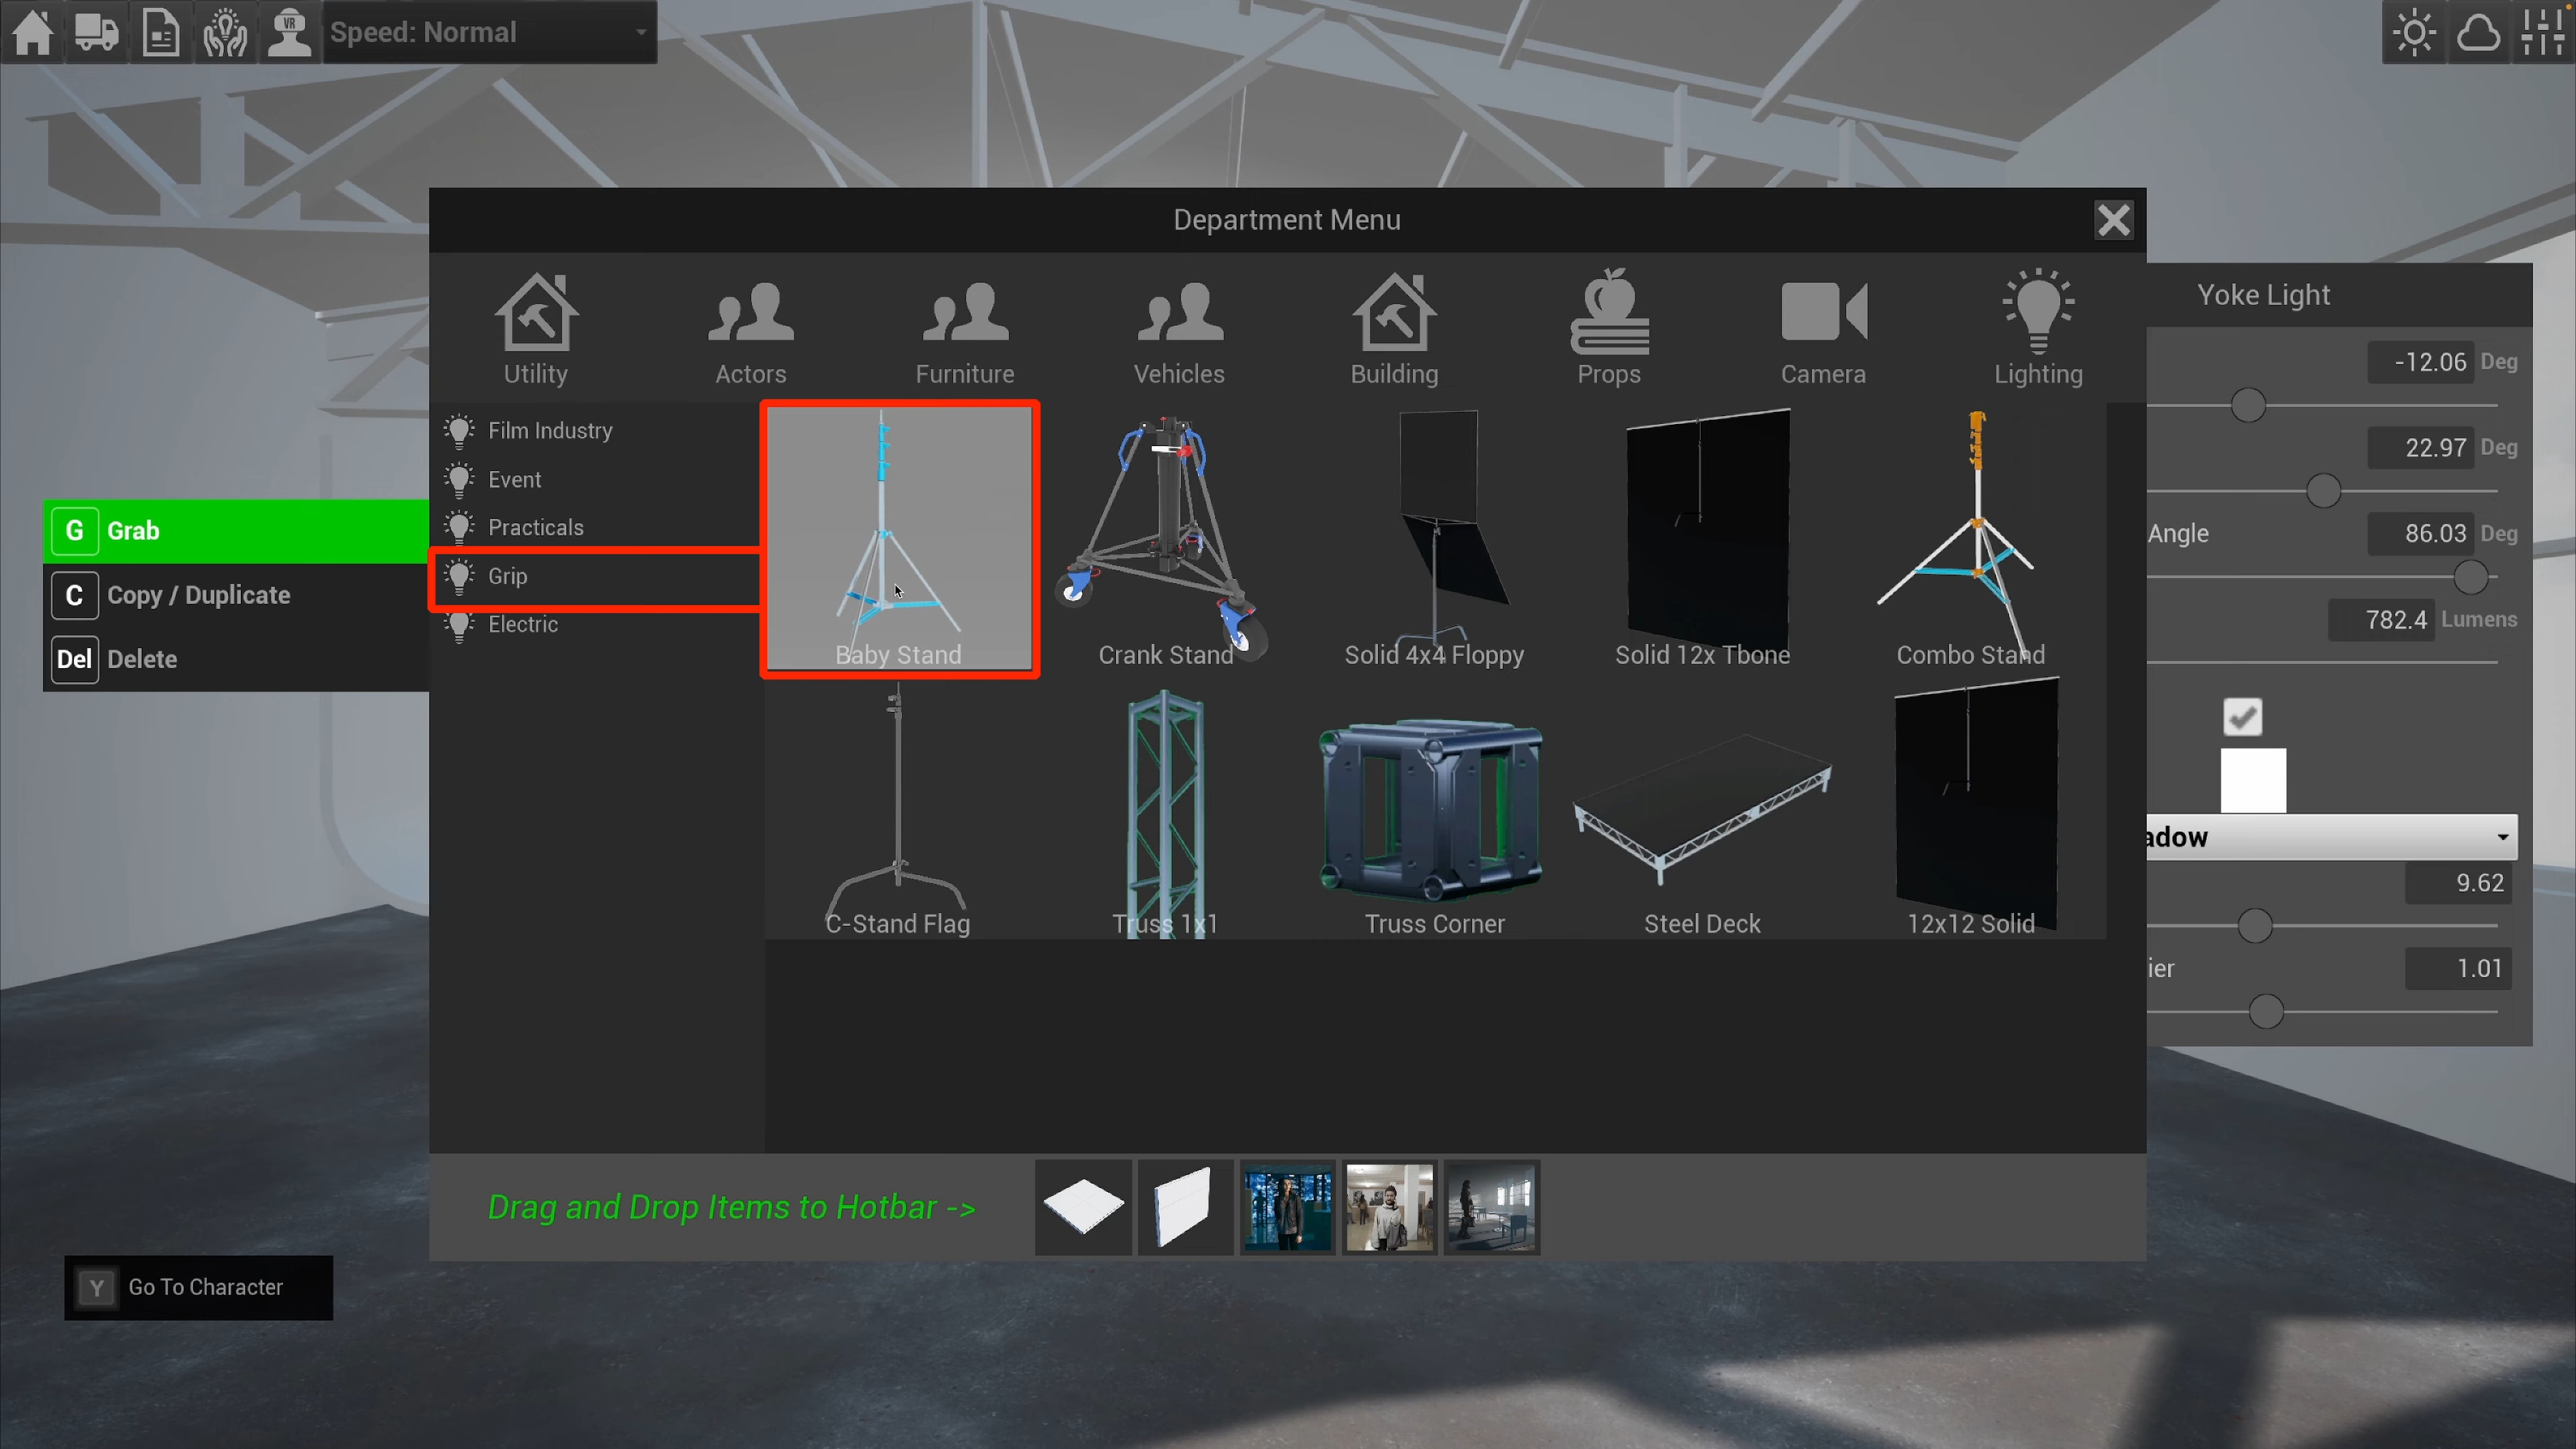 VR
Speed: Normal
Department Menu
Utility
Actors
Furniture
Vehicles
Building
Props
Camera
Lighting
Yoke Light
-12.06 Deg
22.97 Deg
Angle 86.03 Deg
782.4 Lumens
adow
9.62
ier 1.01
G Grab
C Copy / Duplicate
Del Delete
Film Industry
Event
Practicals
Grip
Electric
Baby Stand
Crank Stand
Solid 4x4 Floppy
Solid 12x Tbone
Combo Stand
C-Stand Flag
Truss 1x1
Truss Corner
Steel Deck
12x12 Solid
Drag and Drop Items to Hotbar ->
Y Go To Character